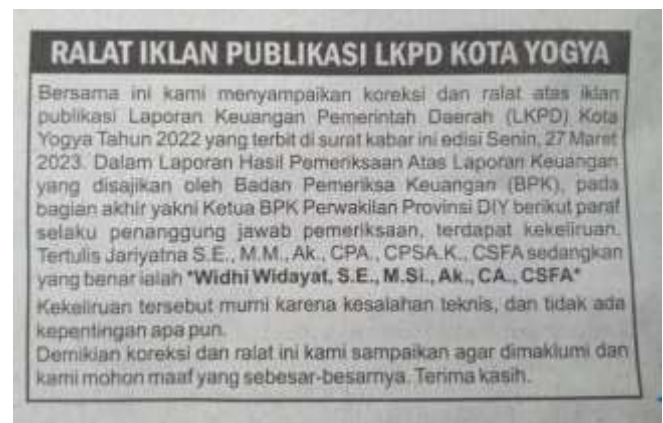 RALAT IKLAN PUBLIKASI LKPD KOTA YOGYA
Bersama ini kami menyampaikan koreksi dan ralat atas iklan
publikasi Laporan Keuangan Pemerintah Daerah (LKPD) Kota
Yogya Tahun 2022 yang terbit di surat kabar ini edisi Senin, 27 Maret
2023. Dalam Laporan Hasil Pemeriksaan Atas Laporan Keuangan
yang disajikan oleh Badan Pemeriksa Keuangan (BPK), pada
bagian akhir yakni Ketua BPK Perwakilan Provinsi DIY berikut paraf
selaku penanggung jawab pemeriksaan, terdapat kekeliruan.
Tertulis Jariyatna S.E., M.M., Ak., CPA., CPSA.K., CSFA sedangkan
yang benar ialah *Widhi Widayat, S.E., M.Si., Ak., CA., CSFA*
Kekeliruan tersebut murni karena kesalahan teknis, dan tidak ada
kepentingan apa pun.
Demikian koreksi dan ralat ini kami sampaikan agar dimaklumi dan
kami mohon maaf yang sebesar-besarnya. Terima kasih.